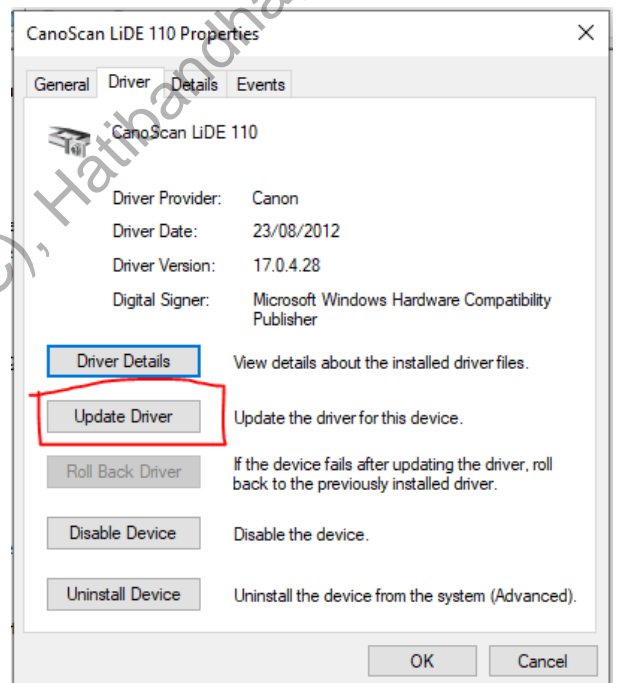 CanoScan LiDE 110 Properties
General Driver Details Events
CanoScan LiDE 110
Driver Provider: Canon
Driver Date: 23/08/2012
Driver Version: 17.0.4.28
Digital Signer: Microsoft Windows Hardware Compatibility
Publisher
Driver Details View details about the installed driver files.
Update Driver Update the driver for this device.
Roll Back Driver If the device fails after updating the driver, roll
back to the previously installed driver.
Disable Device Disable the device.
Uninstall Device Uninstall the device from the system (Advanced).
OK Cancel